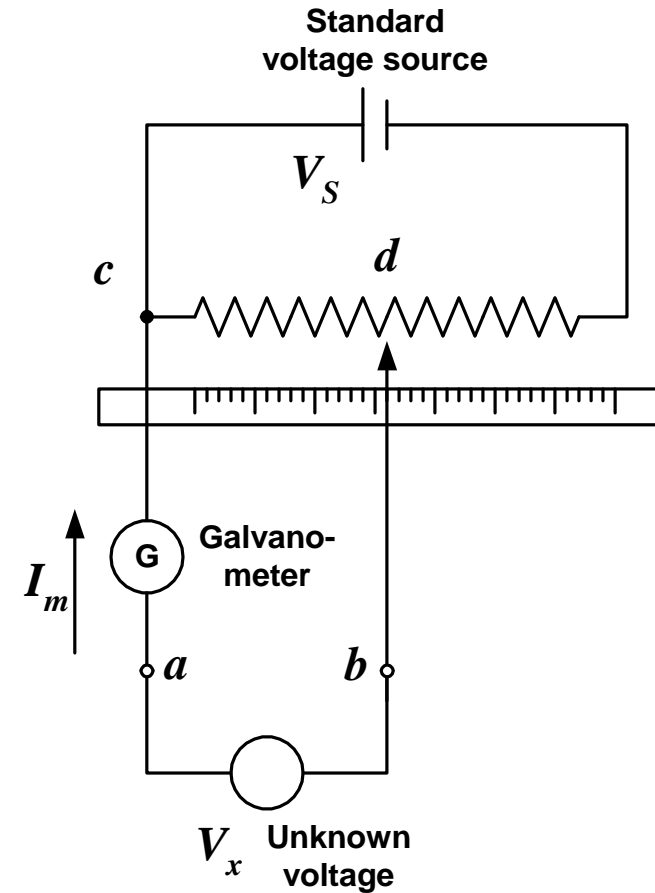 Standard
voltage source
V_S
d
c
G
Galvano-
meter
I_m
a
b
V_x
Unknown
voltage